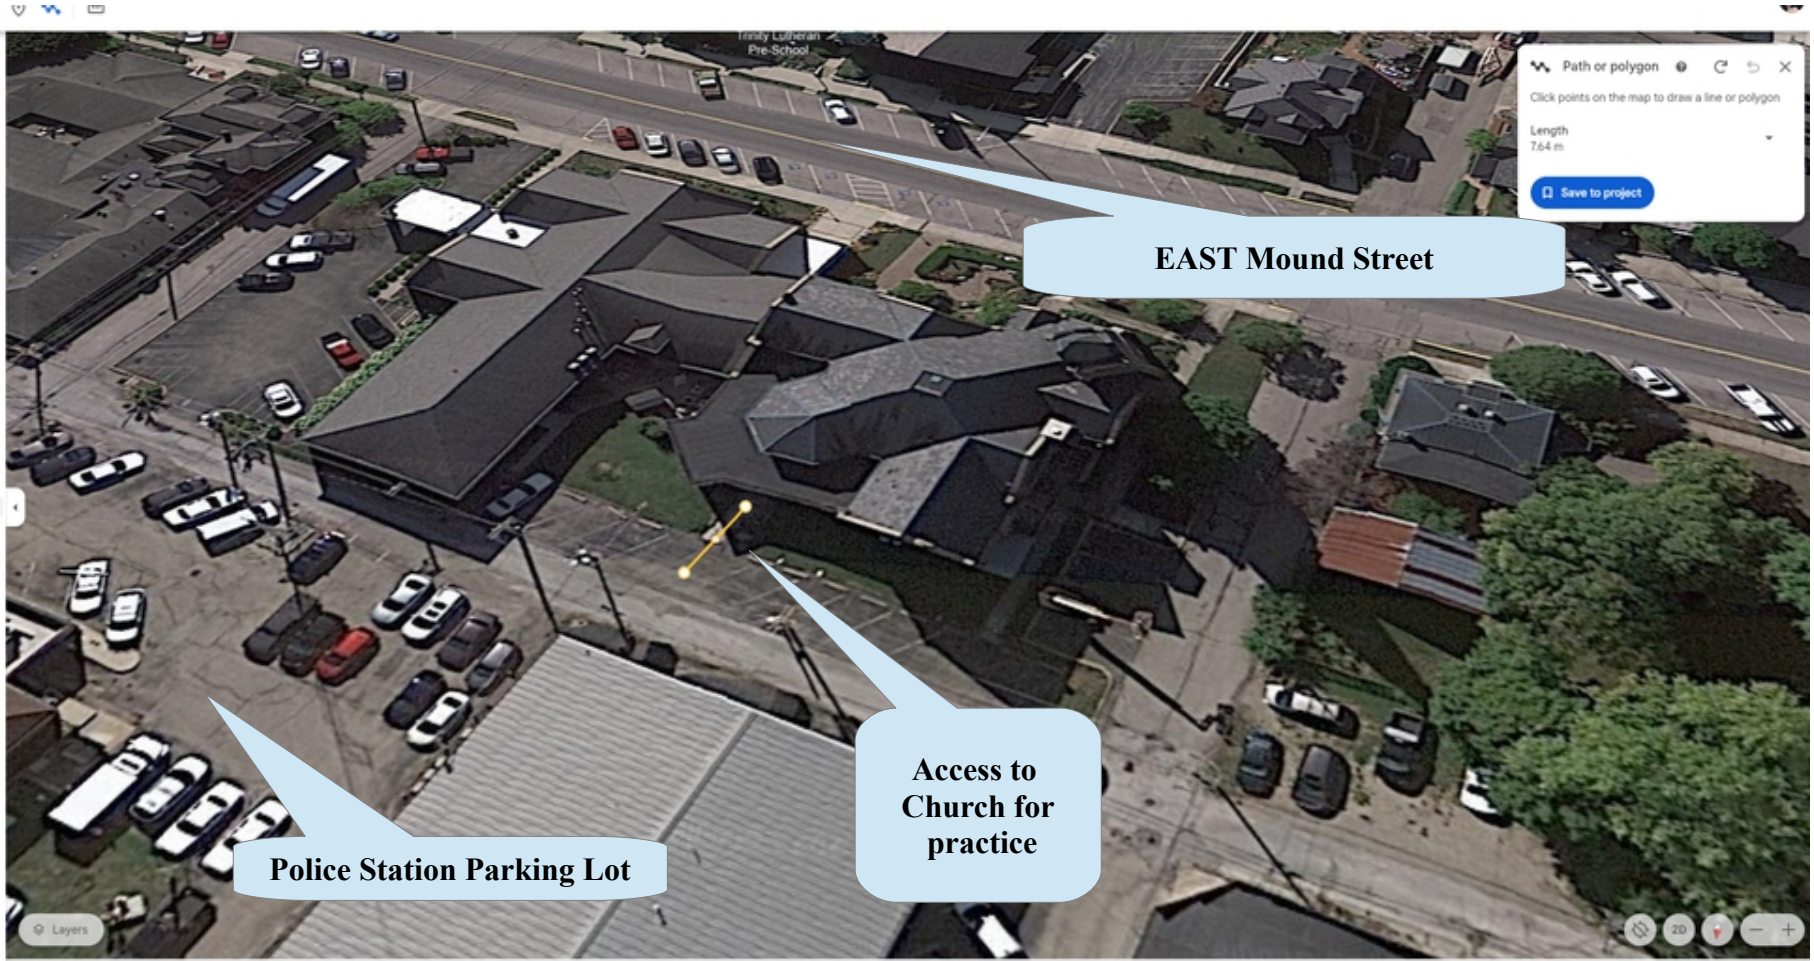 Trinity Lutheran
Pre-School
Path or polygon
Click points on the map to draw a line or polygon
Length
7.64 m
Save to project
EAST Mound Street
Access to
Church for
practice
Police Station Parking Lot
Layers
2D